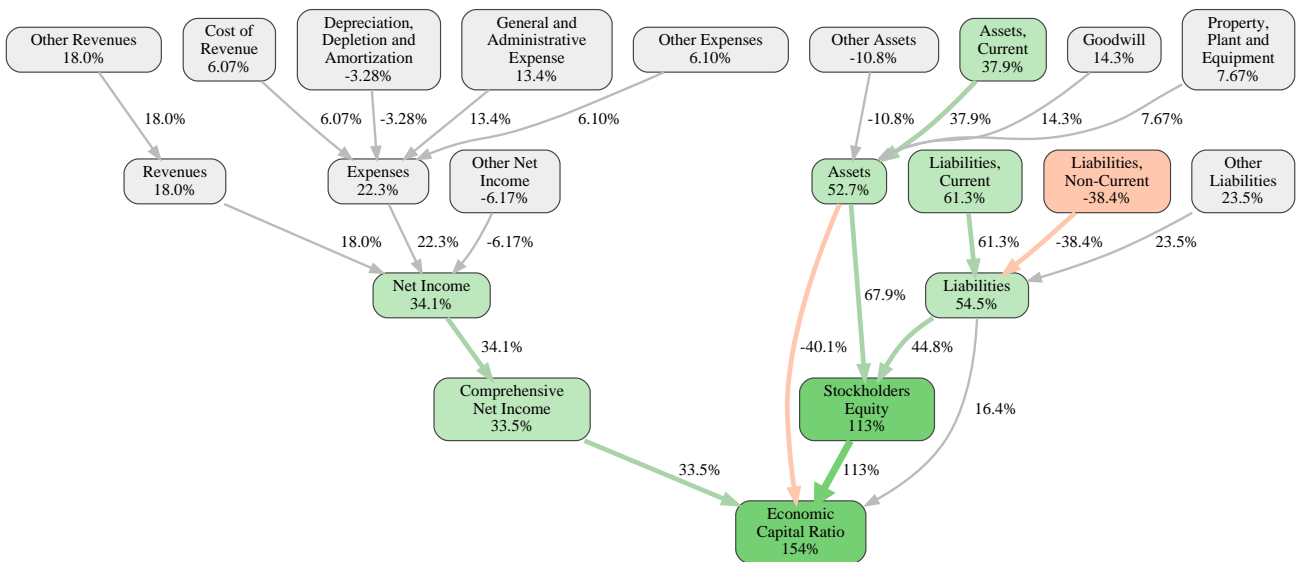 Other Revenues
18.0%
Cost of
Revenue
6.07%
Depreciation,
Depletion and
Amortization
-3.28%
General and
Administrative
Expense
13.4%
Other Expenses
6.10%
Other Assets
-10.8%
Assets,
Current
37.9%
Goodwill
14.3%
Property,
Plant and
Equipment
7.67%
18.0%
6.07%
-3.28%
13.4%
6.10%
-10.8%
37.9%
14.3%
7.67%
Revenues
18.0%
Expenses
22.3%
Other Net
Income
-6.17%
Assets
52.7%
Liabilities,
Current
61.3%
Liabilities,
Non-Current
-38.4%
Other
Liabilities
23.5%
18.0%
22.3%
-6.17%
61.3%
-38.4%
23.5%
Net Income
34.1%
67.9%
Liabilities
54.5%
34.1%
-40.1%
44.8%
Comprehensive
Net Income
33.5%
Stockholders
Equity
113%
16.4%
33.5%
113%
Economic
Capital Ratio
154%